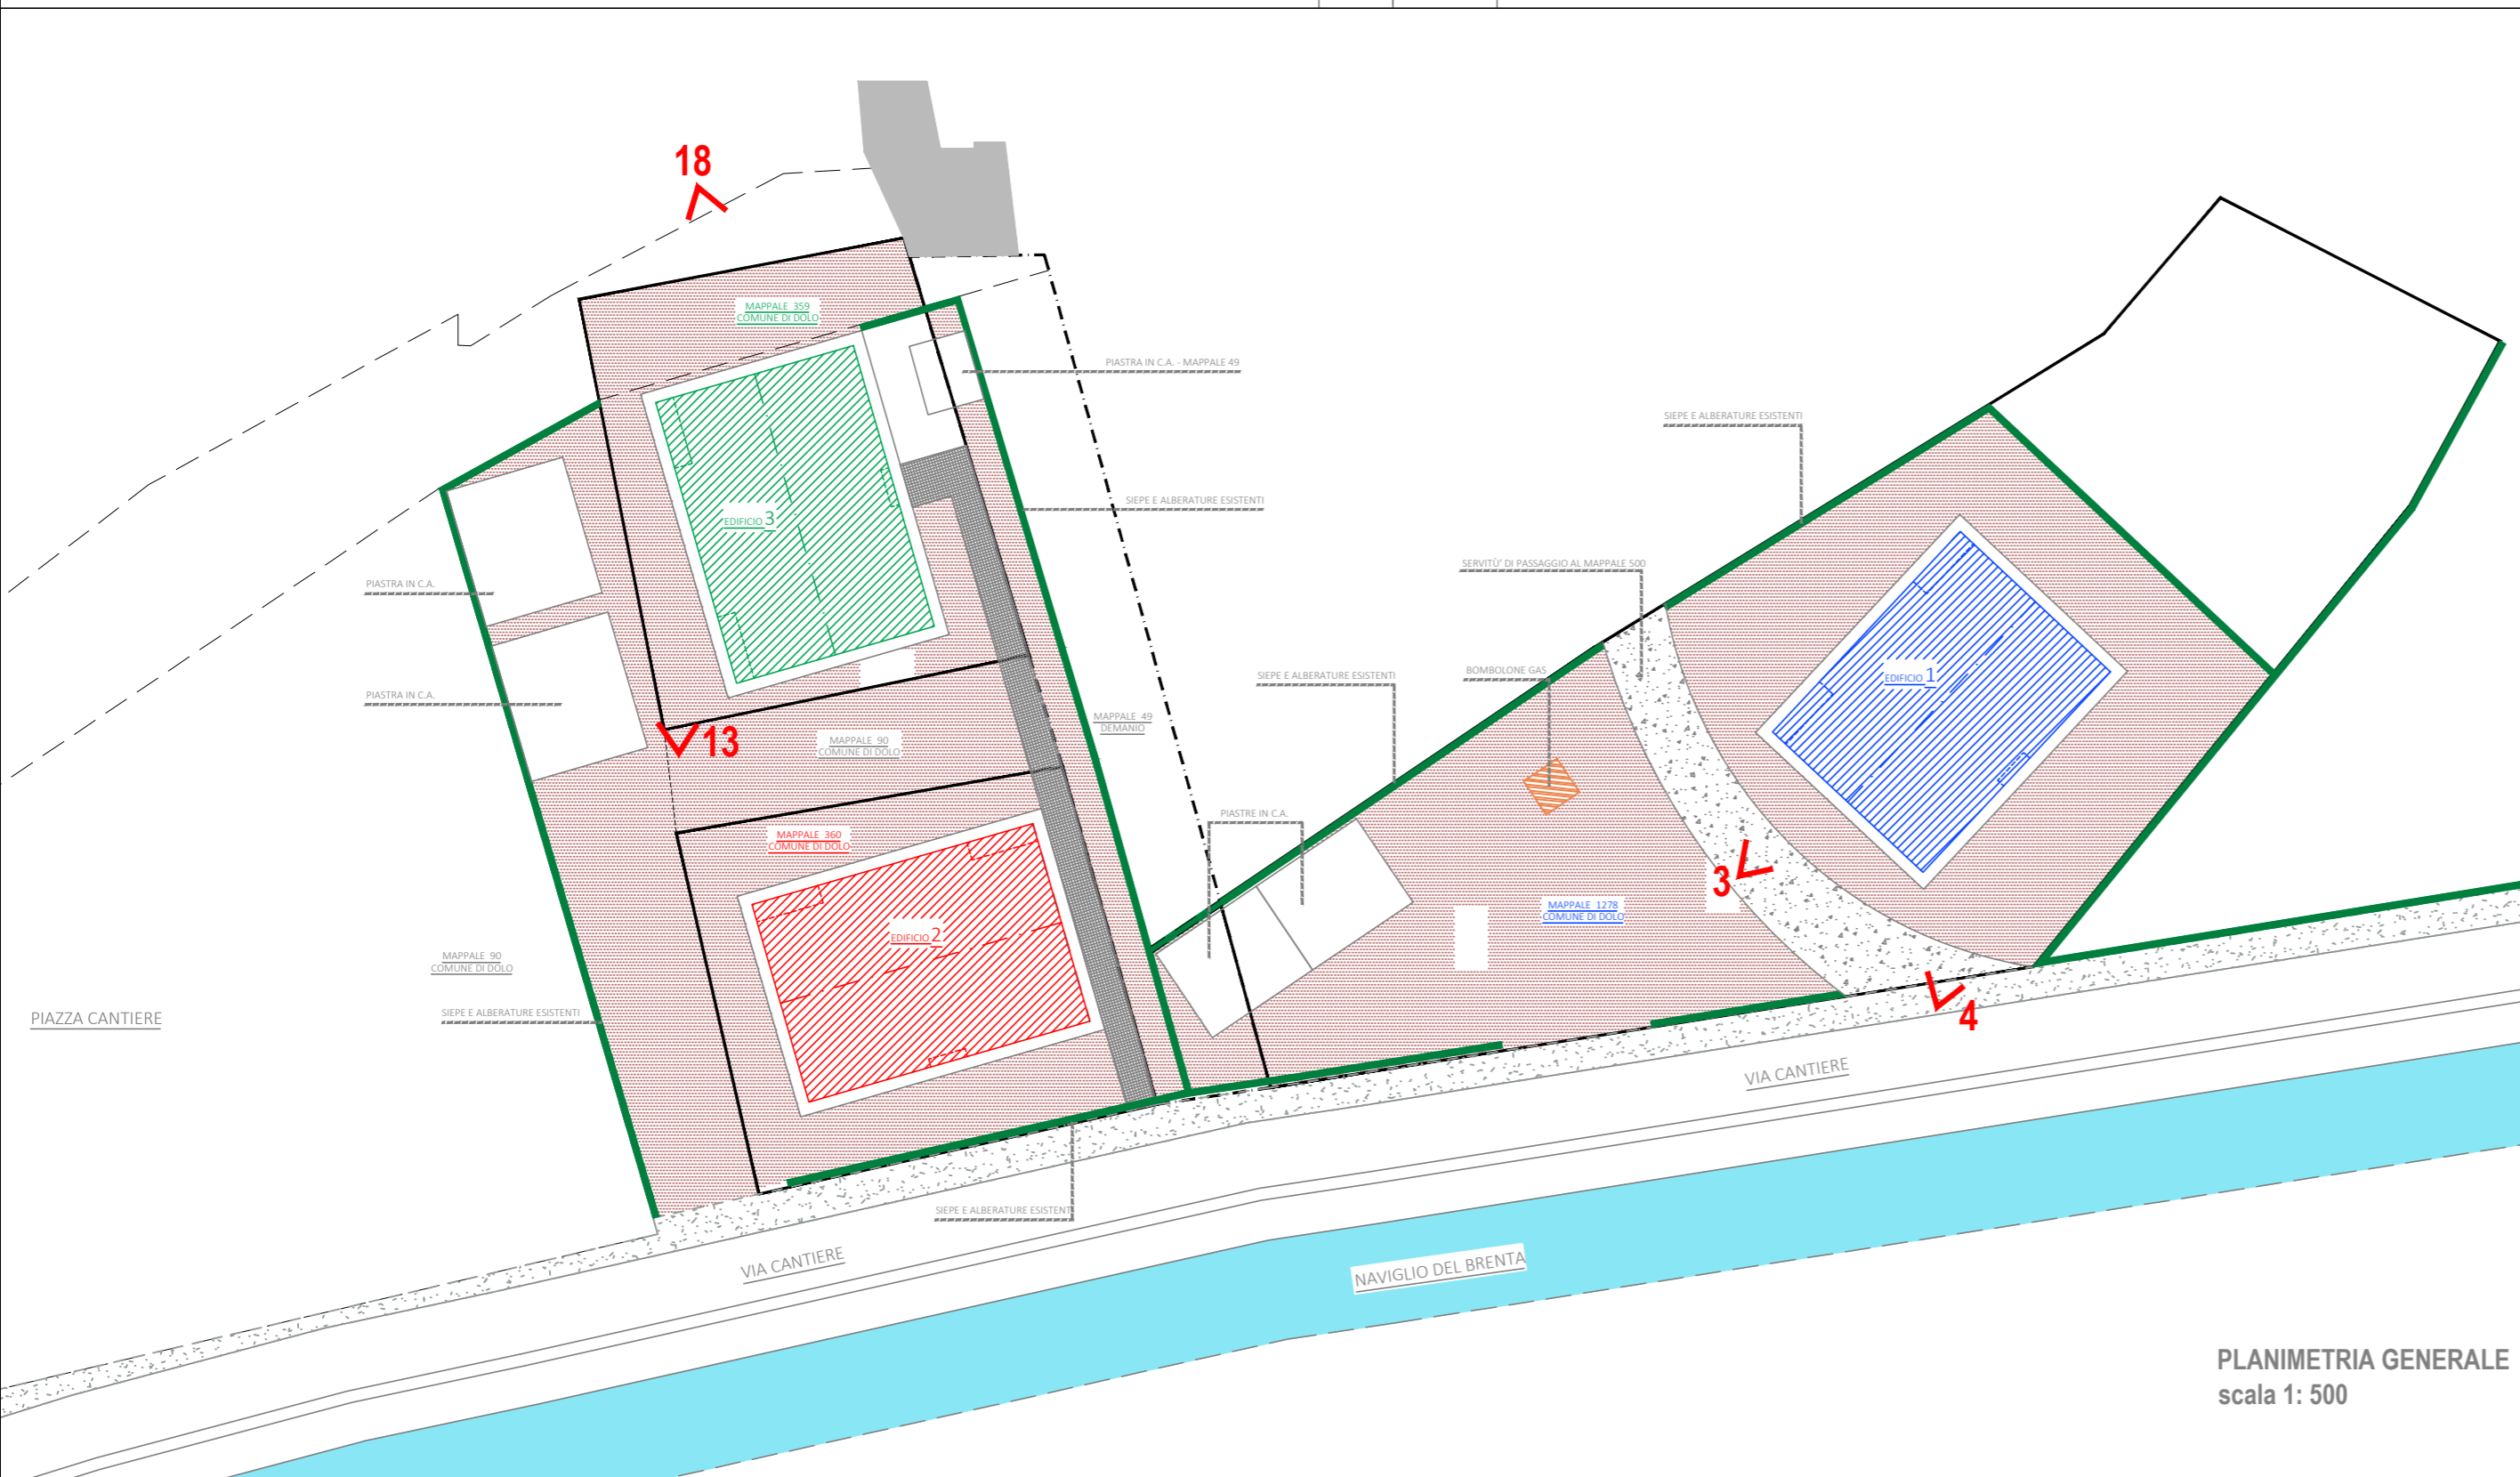 18
MAPPALE 359
COMUNE DI DOLO
PIASTRA IN C.A. - MAPPALE 49
SIEPE E ALBERATURE ESISTENTI
SIEPE E ALBERATURE ESISTENTI
EDIFICIO 3
SERVITÙ' DI PASSAGGIO AL MAPPALE 500
PIASTRA IN C.A.
BOMBOLONE GAS
SIEPE E ALBERATURE ESISTENTI
EDIFICIO 1
PIASTRA IN C.A.
MAPPALE 49
DEMANIO
13
MAPPALE 90
COMUNE DI DOLO
PIASTRE IN C.A.
MAPPALE 360
COMUNE DI DOLO
3
MAPPALE 1278
COMUNE DI DOLO
EDIFICIO 2
MAPPALE 90
COMUNE DI DOLO
SIEPE E ALBERATURE ESISTENTI
PIAZZA CANTIERE
4
VIA CANTIERE
SIEPE E ALBERATURE ESISTENTI
VIA CANTIERE
NAVIGLIO DEL BRENTA
PLANIMETRIA GENERALE
scala 1: 500